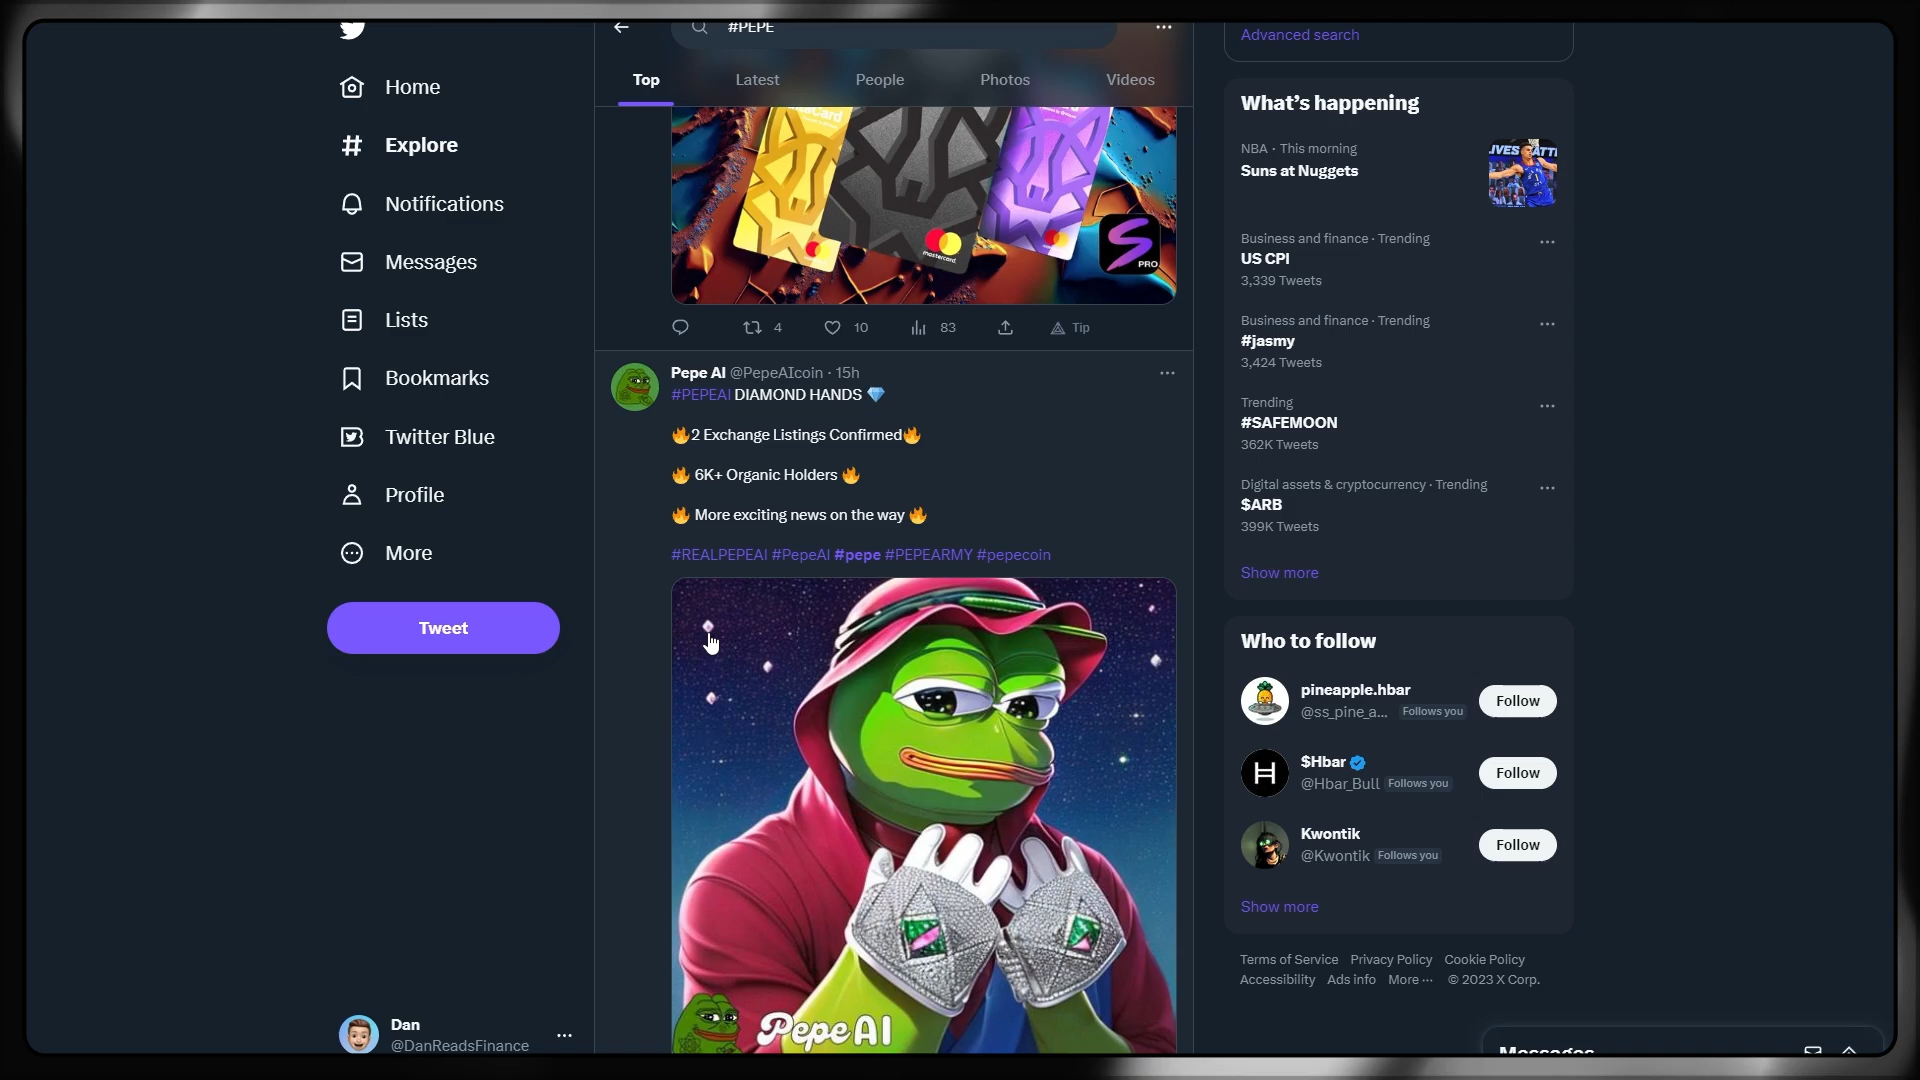 #PEPE
Top
Latest
People
Photos
Videos
Home
Explore
Notifications
Messages
Lists
Bookmarks
Twitter Blue
Profile
More
Tweet
Dan
@DanReadsFinance
mastercard.
PRO
4
10
83
Tip
Pepe AI @PepeAIcoin · 15h
#PEPEAI DIAMOND HANDS 💎
🔥2 Exchange Listings Confirmed🔥
🔥 6K+ Organic Holders 🔥
🔥 More exciting news on the way 🔥
#REALPEPEAI #PepeAI #pepe #PEPEARMY #pepecoin
PepeAI
Advanced search
What’s happening
NBA · This morning
Suns at Nuggets
Business and finance · Trending
US CPI
3,339 Tweets
Business and finance · Trending
#jasmy
3,424 Tweets
Trending
#SAFEMOON
362K Tweets
Digital assets & cryptocurrency · Trending
$ARB
399K Tweets
Show more
Who to follow
pineapple.hbar
@ss_pine_a... Follows you
Follow
$Hbar
@Hbar_Bull Follows you
Follow
Kwontik
@Kwontik Follows you
Follow
Show more
Terms of Service Privacy Policy Cookie Policy
Accessibility Ads info More ··· © 2023 X Corp.
Messages